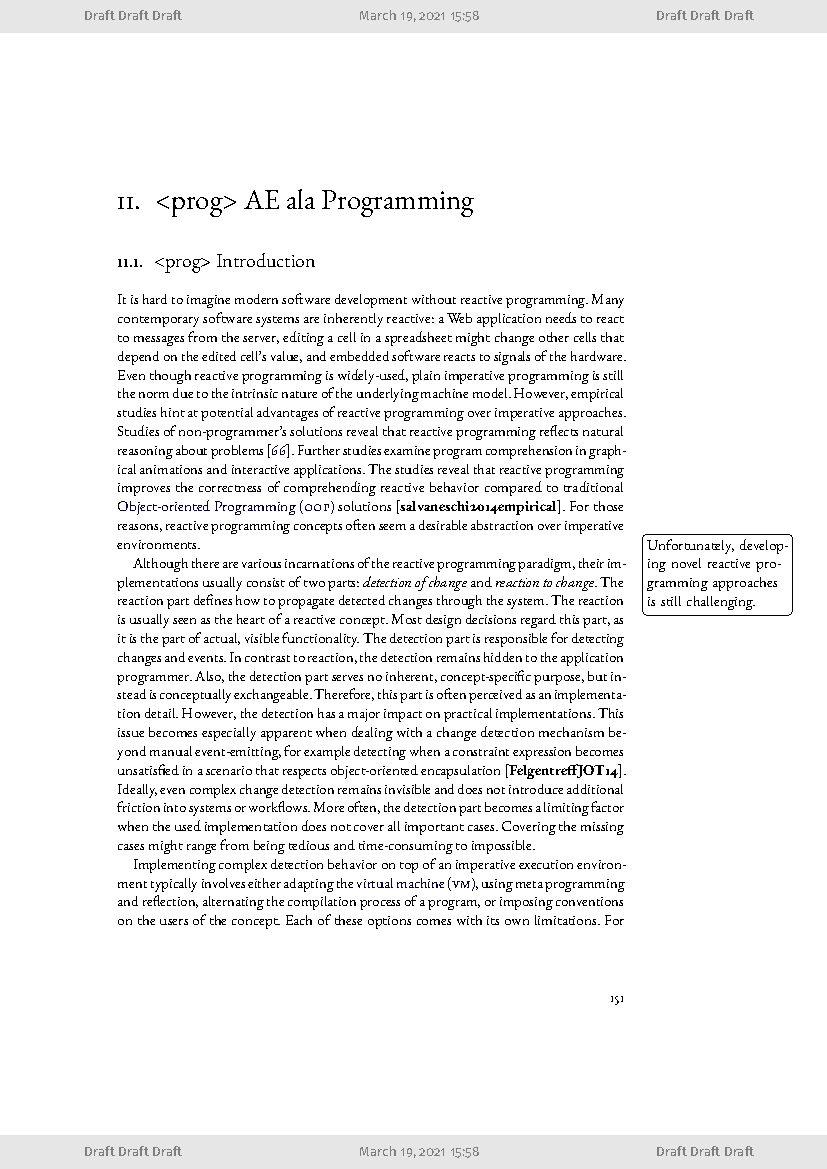 Draft Draft Draft March 19, 2021 15:58 Draft Draft Draft
11. <prog> AE ala Programming
11.1. <prog> Introduction
It is hard to imagine modern software development without reactive programming. Many
contemporary software systems are inherently reactive: a Web application needs to react
to messages from the server, editing a cell in a spreadsheet might change other cells that
depend on the edited cell's value, and embedded software reacts to signals of the hardware.
Even though reactive programming is widely-used, plain imperative programming is still
the norm due to the intrinsic nature of the underlying machine model. However, empirical
studies hint at potential advantages of reactive programming over imperative approaches.
Studies of non-programmer's solutions reveal that reactive programming reflects natural
reasoning about problems [66]. Further studies examine program comprehension in graph-
ical animations and interactive applications. The studies reveal that reactive programming
improves the correctness of comprehending reactive behavior compared to traditional
Object-oriented Programming (OOP) solutions [salvaneschi2014empirical]. For those
reasons, reactive programming concepts often seem a desirable abstraction over imperative
environments.
Unfortunately, develop-
ing novel reactive pro-
gramming approaches
is still challenging.
Although there are various incarnations of the reactive programming paradigm, their im-
plementations usually consist of two parts: detection of change and reaction to change. The
reaction part defines how to propagate detected changes through the system. The reaction
is usually seen as the heart of a reactive concept. Most design decisions regard this part, as
it is the part of actual, visible functionality. The detection part is responsible for detecting
changes and events. In contrast to reaction, the detection remains hidden to the application
programmer. Also, the detection part serves no inherent, concept-specific purpose, but in-
stead is conceptually exchangeable. Therefore, this part is often perceived as an implementa-
tion detail. However, the detection has a major impact on practical implementations. This
issue becomes especially apparent when dealing with a change detection mechanism be-
yond manual event-emitting, for example detecting when a constraint expression becomes
unsatisfied in a scenario that respects object-oriented encapsulation [FelgentreffJOT14].
Ideally, even complex change detection remains invisible and does not introduce additional
friction into systems or workflows. More often, the detection part becomes a limiting factor
when the used implementation does not cover all important cases. Covering the missing
cases might range from being tedious and time-consuming to impossible.
Implementing complex detection behavior on top of an imperative execution environ-
ment typically involves either adapting the virtual machine (VM), using meta programming
and reflection, alternating the compilation process of a program, or imposing conventions
on the users of the concept. Each of these options comes with its own limitations. For
151
Draft Draft Draft March 19, 2021 15:58 Draft Draft Draft